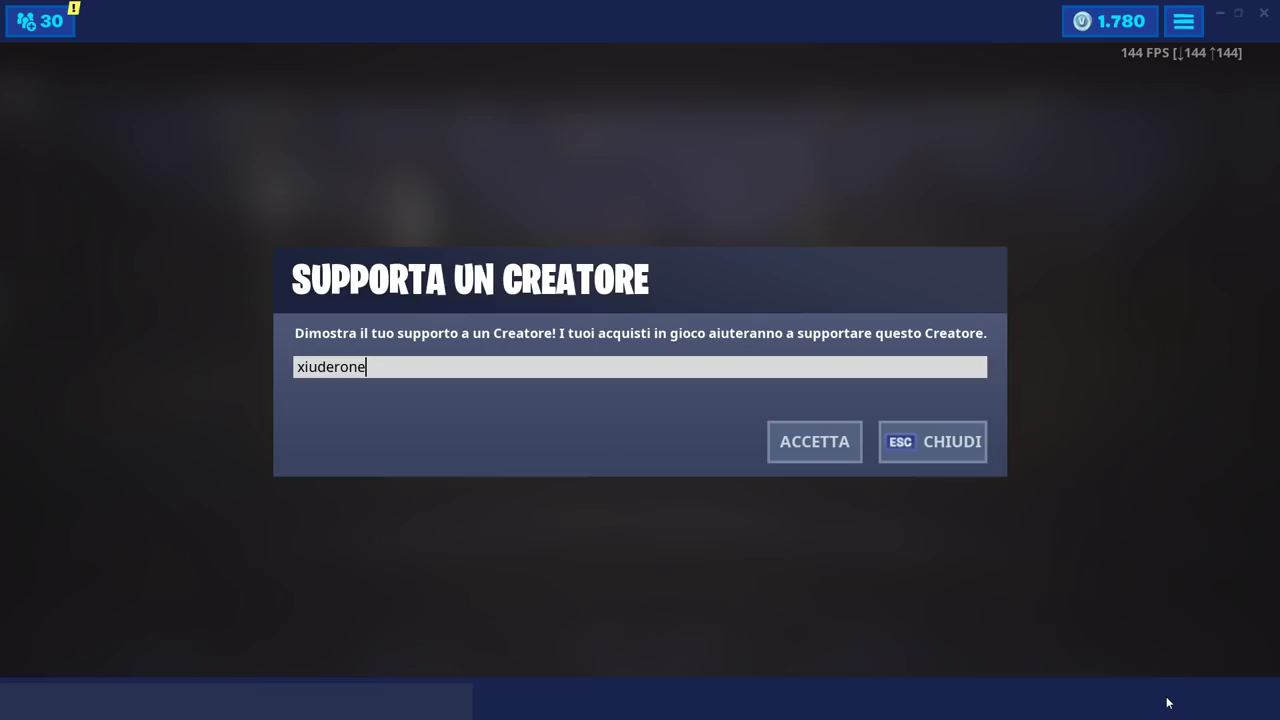 30
!
1.780
144 FPS [↓144 ↑144]
SUPPORTA UN CREATORE
Dimostra il tuo supporto a un Creatore! I tuoi acquisti in gioco aiuteranno a supportare questo Creatore.
xiuderone
ACCETTA
ESC CHIUDI